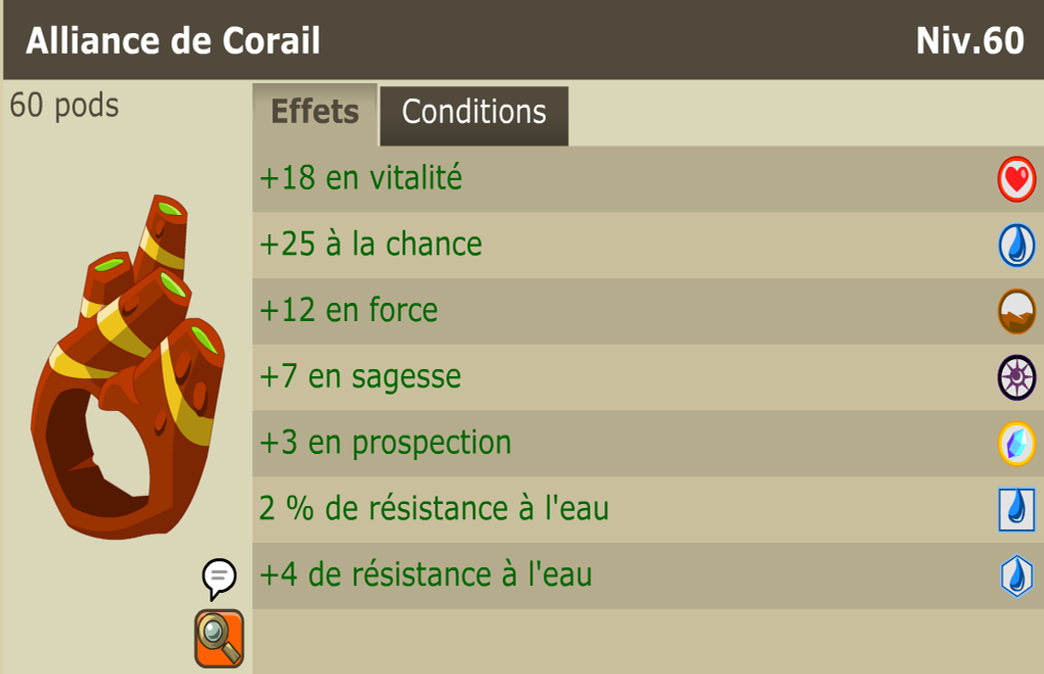 Alliance de Corail
Niv.60
60 pods
Effets
Conditions
+18 en vitalité
+25 à la chance
+12 en force
+7 en sagesse
+3 en prospection
2 % de résistance à l'eau
+4 de résistance à l'eau